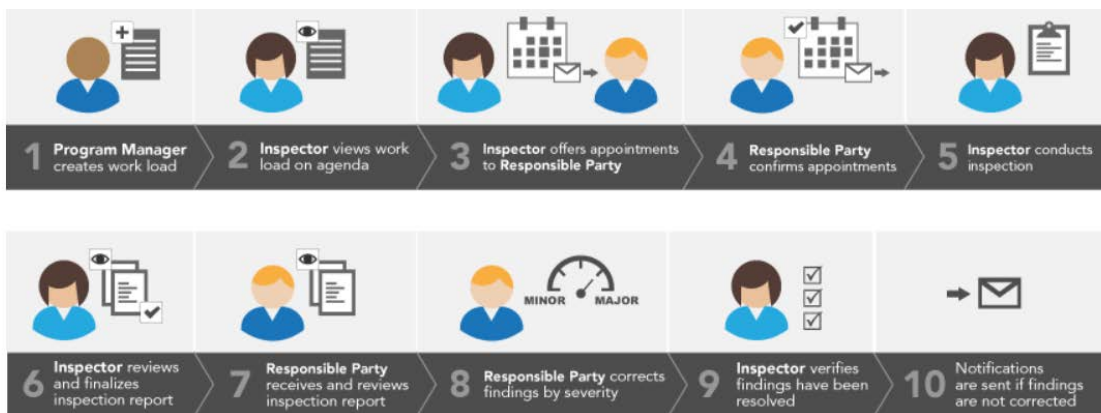 1 Program Manager
creates work load
2 Inspector views work
load on agenda
3 Inspector offers appointments
to Responsible Party
4 Responsible Party
confirms appointments
5 Inspector conducts
inspection
MINOR MAJOR
6 Inspector reviews
and finalizes
inspection report
7 Responsible Party
receives and reviews
inspection report
8 Responsible Party corrects
findings by severity
9 Inspector verifies
findings have been
resolved
10 Notifications
are sent if findings
are not corrected